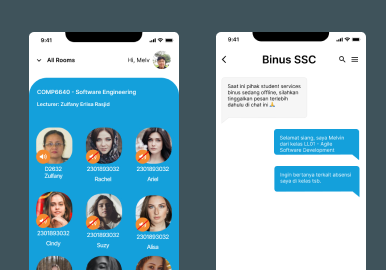 9:41
All Rooms
Hi, Melv
COMP6640 - Software Engineering
Lecturer: Zulfany Erlisa Rasjid
D2632
Zulfany
2301893032
Rachel
2301893032
Ariel
2301893032
Cindy
2301893032
Suzy
2301893032
Alisa
9:41
Binus SSC
Saat ini pihak student services
binus sedang offline, silahkan
tinggalkan pesan terlebih
dahulu di chat ini 🙏
Selamat siang, saya Melvin
dari kelas LL01 - Agile
Software Development
Ingin bertanya terkait absensi
saya di kelas tsb.